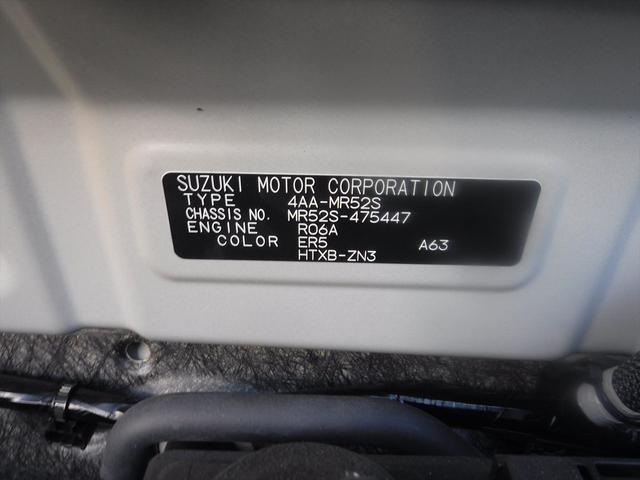 SUZUKI MOTOR CORPORATION
TYPE 4AA-MR52S
CHASSIS NO. MR52S-475447
ENGINE R06A
COLOR ER5 A63
HTXB-ZN3